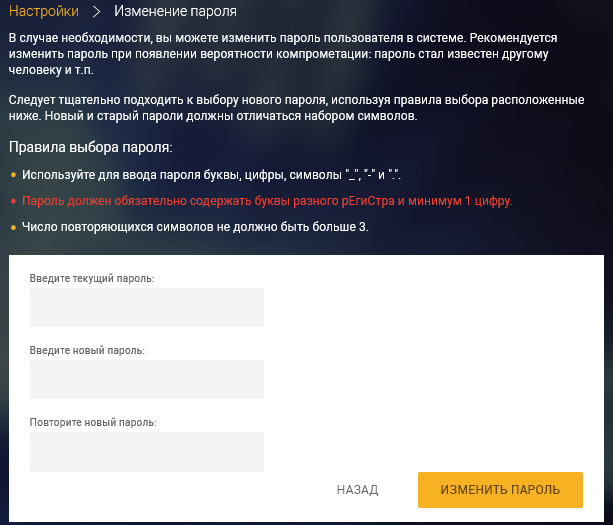 Настройки > Изменение пароля
В случае необходимости, вы можете изменить пароль пользователя в системе. Рекомендуется
изменить пароль при появлении вероятности компрометации: пароль стал известен другому
человеку и т.п.
Следует тщательно подходить к выбору нового пароля, используя правила выбора расположенные
ниже. Новый и старый пароли должны отличаться набором символов.
Правила выбора пароля:
• Используйте для ввода пароля буквы, цифры, символы "_", "-" и ".".
• Пароль должен обязательно содержать буквы разного рЕгиСтра и минимум 1 цифру.
• Число повторяющихся символов не должно быть больше 3.
Введите текущий пароль:
Введите новый пароль:
Повторите новый пароль:
НАЗАД ИЗМЕНИТЬ ПАРОЛЬ